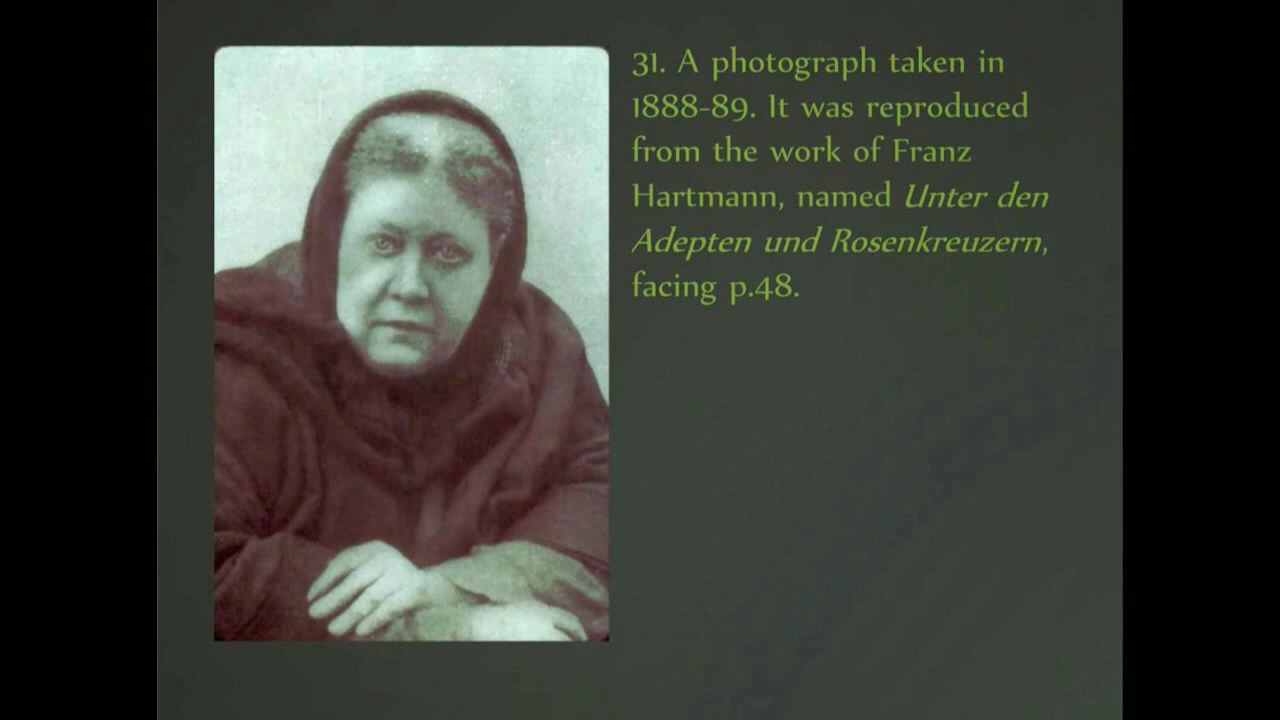 31. A photograph taken in
1888-89. It was reproduced
from the work of Franz
Hartmann, named Unter den
Adepten und Rosenkreuzern,
facing p.48.